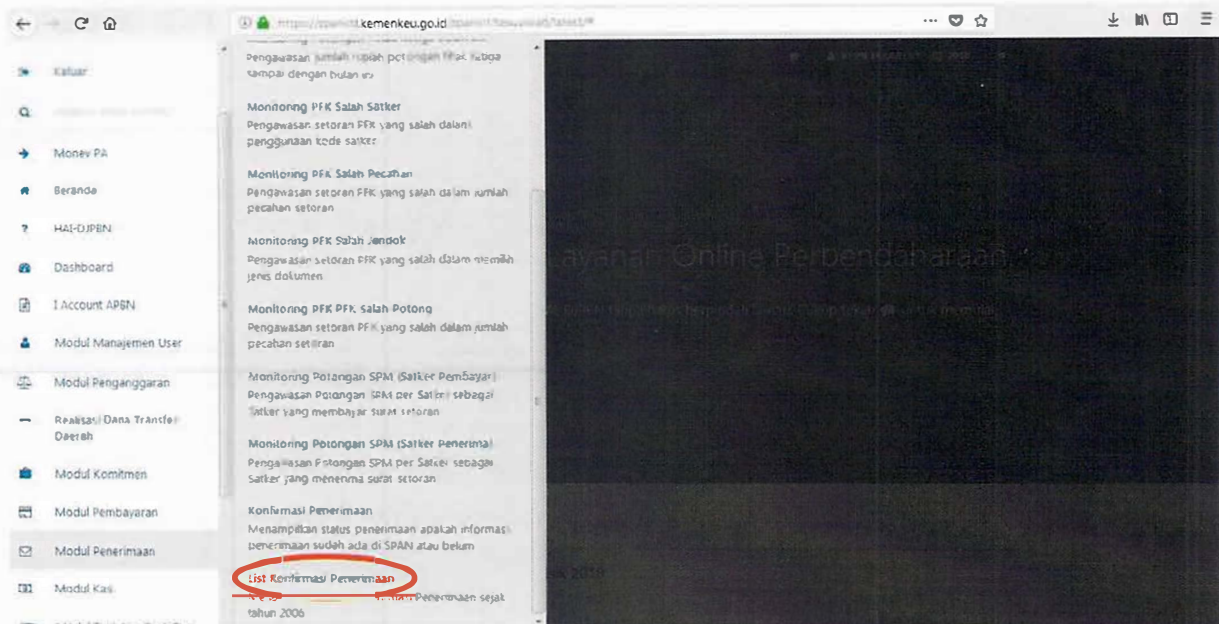 kemenkeu.go.id
Keluar
Money PA
Beranda
HAI-DJPBN
Dashboard
I Account APBN
Modul Manajemen User
Modul Penganggaran
Realisasi Dana Transfer
Daerah
Modul Komitmen
Modul Pembayaran
Modul Penerimaan
Modul Kas
Pengawasan jumlah rupiah potongan Pihak Ketiga
sampai dengan bulan ini
Monitoring PFK Salah Satker
Pengawasan setoran PFK yang salah dalam
penggunaan kode satker
Monitoring PFK Salah Pecahan
Pengawasan setoran PFK yang salah dalam jumlah
pecahan setoran
Monitoring PFK Salah Jendok
Pengawasan setoran PFK yang salah dalam memilih
jenis dokumen
Monitoring PFK PFK Salah Potong
Pengawasan setoran PFK yang salah dalam jumlah
pecahan setoran
Monitoring Potongan SPM (Satker Pembayar)
Pengawasan Potongan SPM per Satker sebagai
Satker yang membayar surat setoran
Monitoring Potongan SPM (Satker Penerima)
Pengawasan Potongan SPM per Satker sebagai
Satker yang menerima surat setoran
Konfirmasi Penerimaan
Menampilkan status penerimaan apakah informasi
penerimaan sudah ada di SPAN atau belum
List Konfirmasi Penerimaan
Penerimaan sejak
tahun 2006
Layanan Online Perbendaharaan